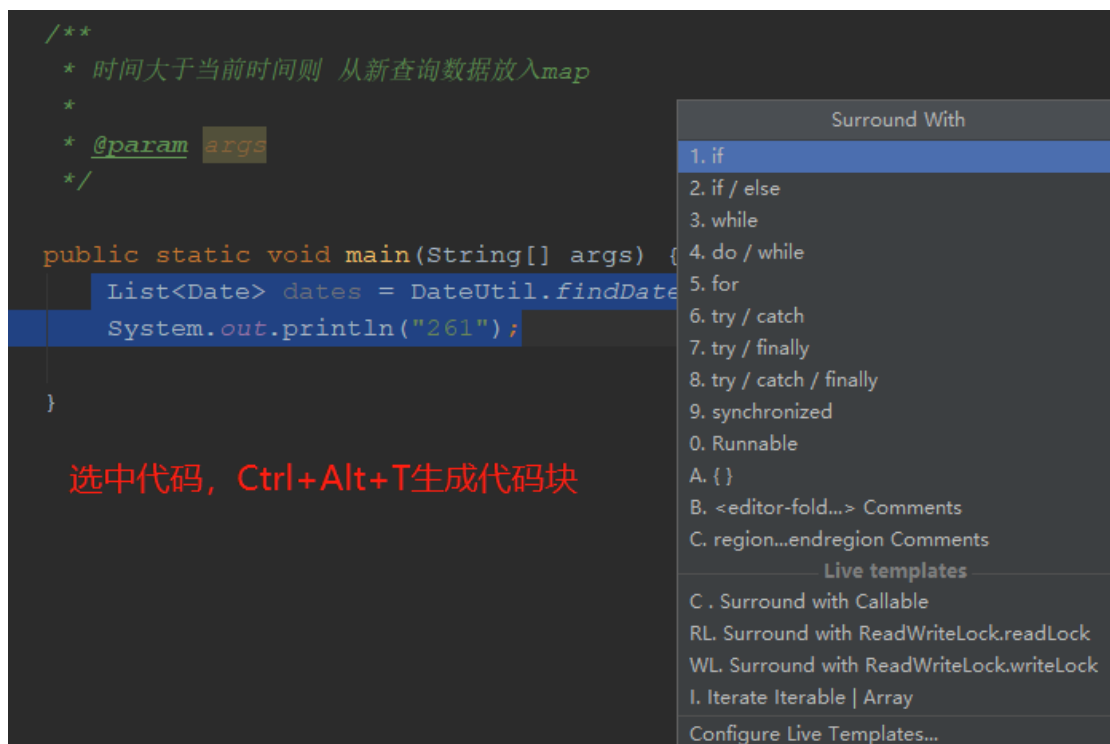 /**
* 时间大于当前时间则 从新查询数据放入map
*
* @param args
*/
public static void main(String[] args) {
List<Date> dates = DateUtil.findDate
System.out.println("261");
}
选中代码，Ctrl+Alt+T生成代码块
Surround With
1. if
2. if / else
3. while
4. do / while
5. for
6. try / catch
7. try / finally
8. try / catch / finally
9. synchronized
0. Runnable
A. { }
B. <editor-fold...> Comments
C. region...endregion Comments
Live templates
C . Surround with Callable
RL. Surround with ReadWriteLock.readLock
WL. Surround with ReadWriteLock.writeLock
I. Iterate Iterable | Array
Configure Live Templates...